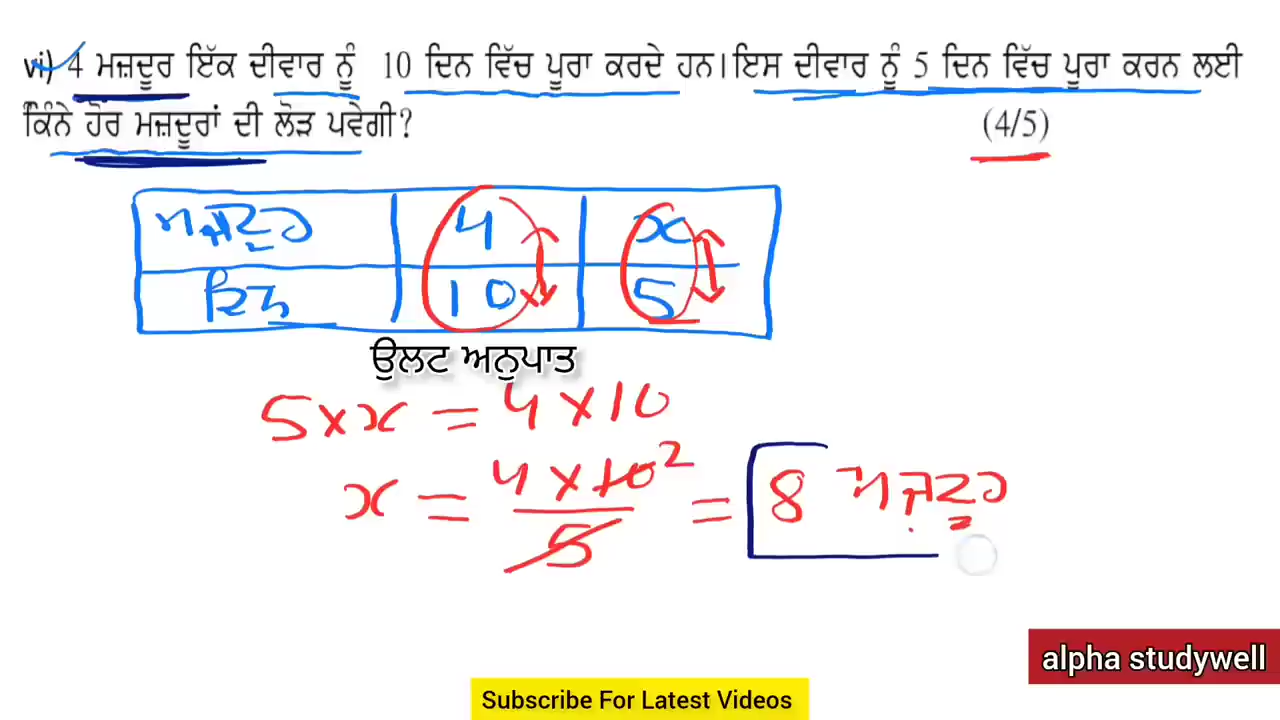 vi) 4 ਮਜ਼ਦੂਰ ਇੱਕ ਦੀਵਾਰ ਨੂੰ 10 ਦਿਨ ਵਿੱਚ ਪੂਰਾ ਕਰਦੇ ਹਨ।ਇਸ ਦੀਵਾਰ ਨੂੰ 5 ਦਿਨ ਵਿੱਚ ਪੂਰਾ ਕਰਨ ਲਈ
ਕਿੰਨੇ ਹੋਰ ਮਜ਼ਦੂਰਾਂ ਦੀ ਲੋੜ ਪਵੇਗੀ? (4/5)
ਮਜ਼ਦੂਰ 4 x
ਦਿਨ 10 5
ਉਲਟ ਅਨੁਪਾਤ
5 × x = 4 × 10
x = 4 × 10 2 / 5 = 8 ਮਜ਼ਦੂਰ
alpha studywell
Subscribe For Latest Videos